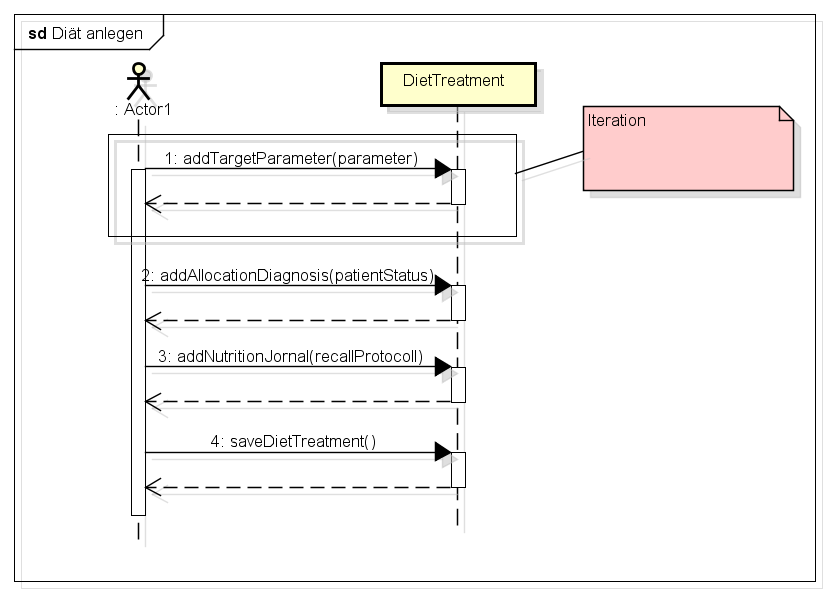 sd Diät anlegen
: Actor1
DietTreatment
Iteration
1: addTargetParameter(parameter)
2: addAllocationDiagnosis(patientStatus)
3: addNutritionJornal(recallProtocoll)
4: saveDietTreatment()